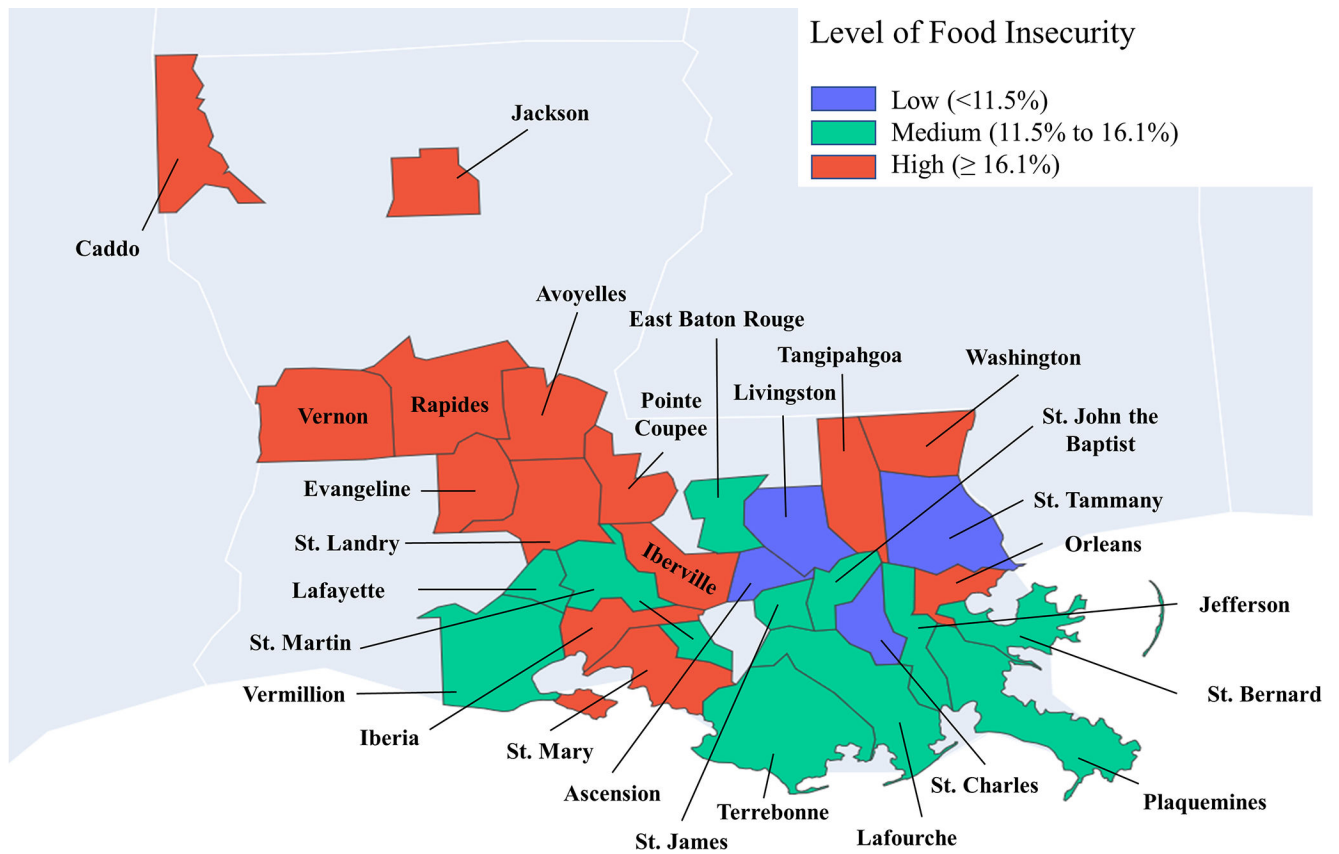 Level of Food Insecurity
Low (<11.5%)
Medium (11.5% to 16.1%)
High (≥ 16.1%)
Jackson
Caddo
Avoyelles
East Baton Rouge
Tangipahgoa
Washington
Livingston
Pointe
Coupee
St. John the
Baptist
Vernon
Rapides
Evangeline
St. Tammany
St. Landry
Orleans
Iberville
Lafayette
Jefferson
St. Martin
Vermillion
St. Bernard
Iberia
St. Mary
Ascension
St. Charles
Terrebonne
Plaquemines
St. James
Lafourche